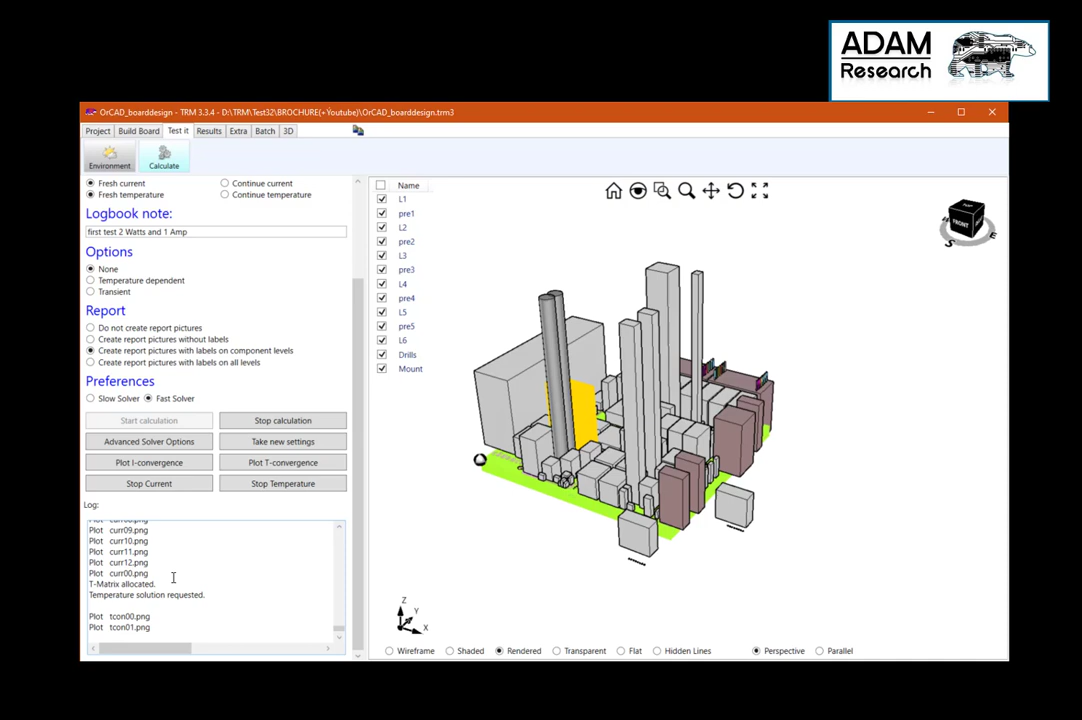 ADAM
Research
OrCAD_boarddesign - TRM 3.3.4 - D:\TRM\Test32\BROCHURE(+Youtube)\OrCAD_boarddesign.trm3
Project Build Board Test it Results Extra Batch 3D
Environment Calculate
Fresh current Continue current
Fresh temperature Continue temperature
Logbook note:
first test 2 Watts and 1 Amp
Options
None
Temperature dependent
Transient
Report
Do not create report pictures
Create report pictures without labels
Create report pictures with labels on component levels
Create report pictures with labels on all levels
Preferences
Slow Solver Fast Solver
Start calculation Stop calculation
Advanced Solver Options Take new settings
Plot I-convergence Plot T-convergence
Stop Current Stop Temperature
Log:
Plot curr09.png
Plot curr10.png
Plot curr11.png
Plot curr12.png
Plot curr00.png
T-Matrix allocated.
Temperature solution requested.
Plot tcon00.png
Plot tcon01.png
Name
L1
pre1
L2
pre2
L3
pre3
L4
pre4
L5
pre5
L6
Drills
Mount
TOP
FRONT
S E
Z
Y
X
Wireframe Shaded Rendered Transparent Flat Hidden Lines Perspective Parallel